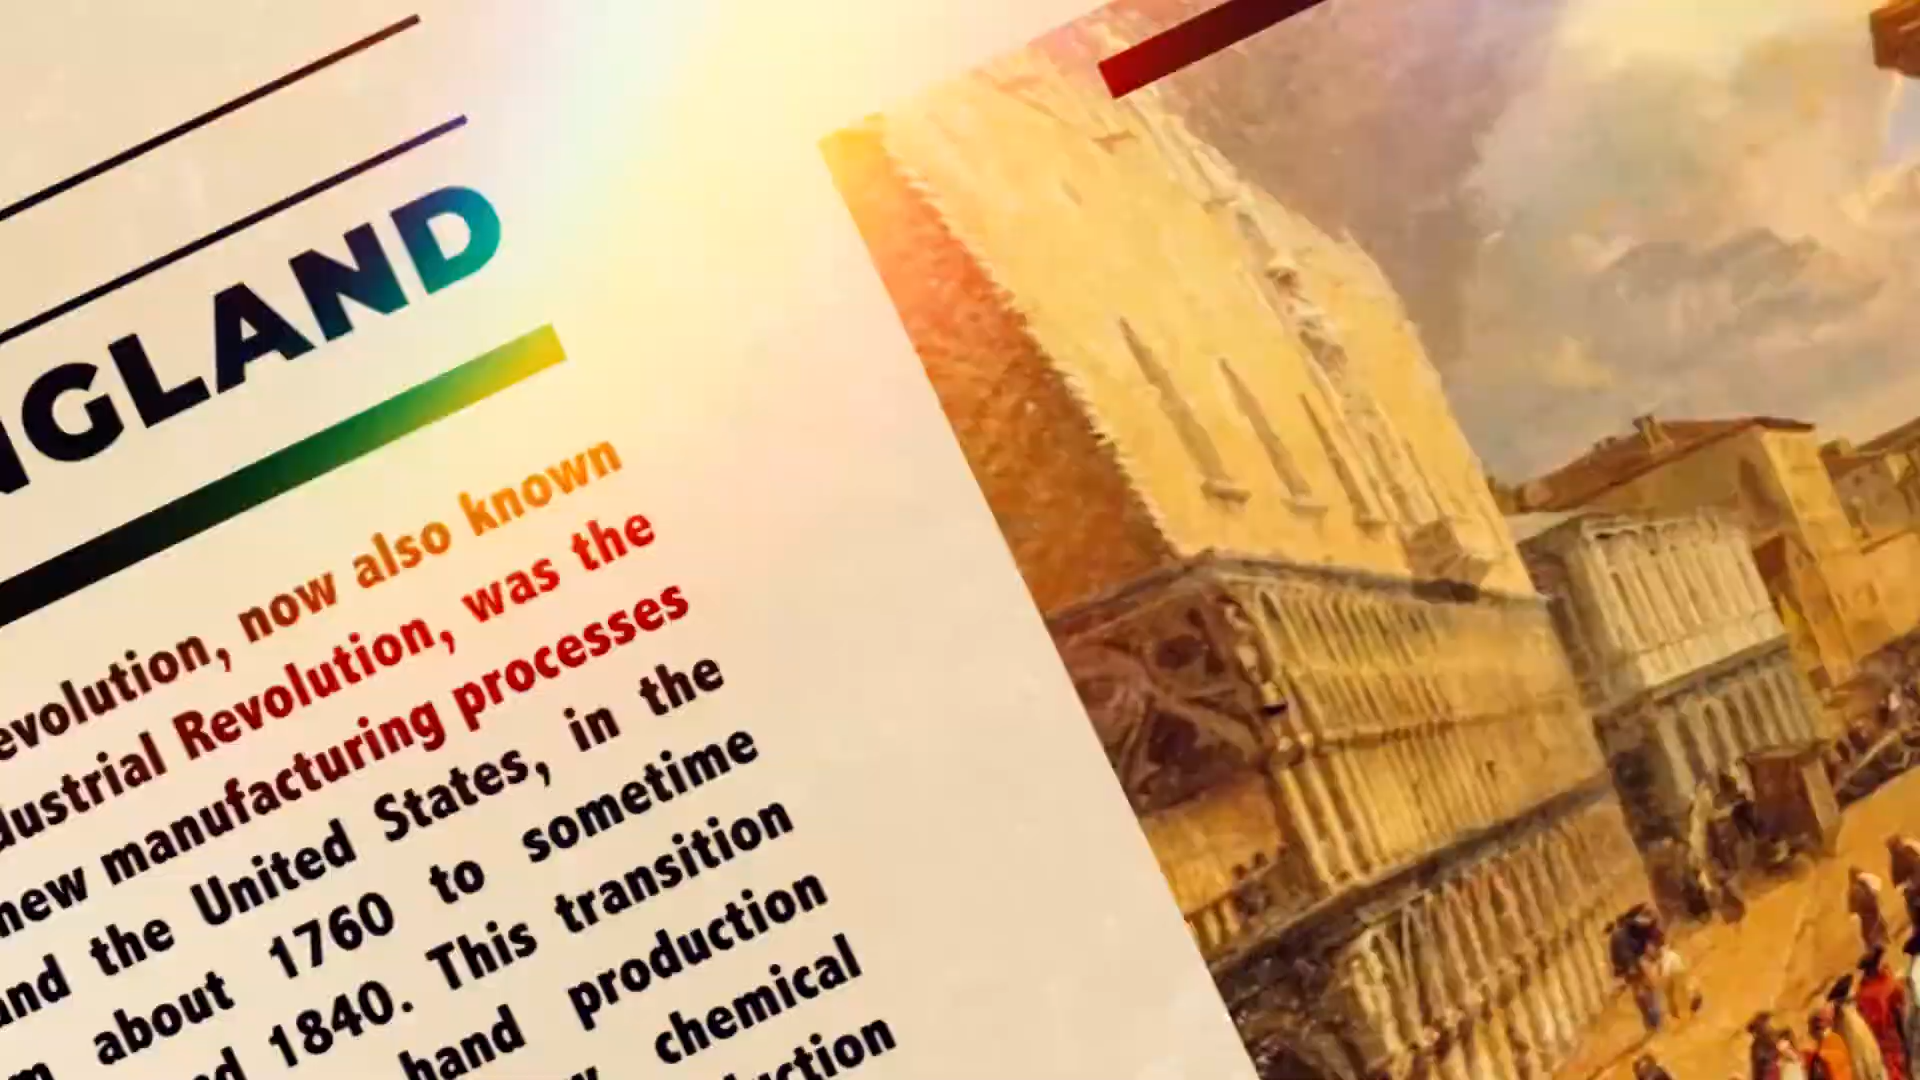 NGLAND
evolution, now also known
dustrial Revolution, was the
new manufacturing processes
and the United States, in the
about 1760 to sometime
1840. This transition
hand production
chemical